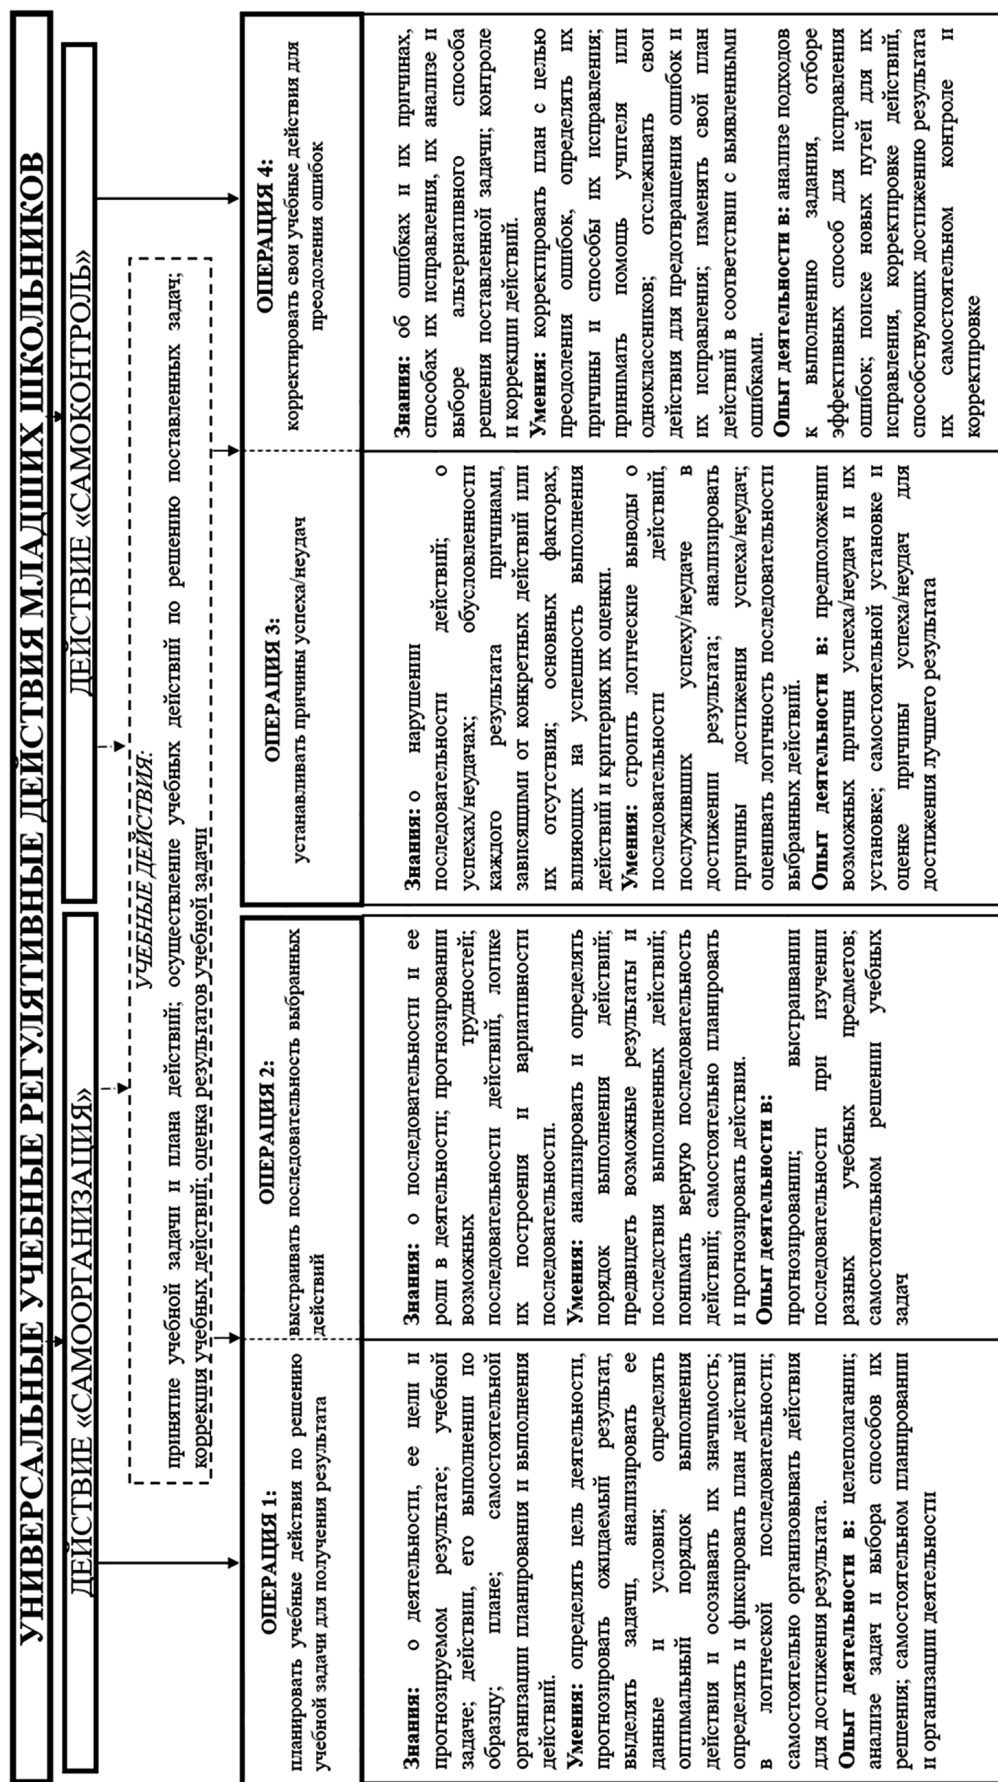 УНИВЕРСАЛЬНЫЕ УЧЕБНЫЕ РЕГУЛЯТИВНЫЕ ДЕЙСТВИЯ МЛАДШИХ ШКОЛЬНИКОВ
ДЕЙСТВИЕ «САМООРГАНИЗАЦИЯ»
ДЕЙСТВИЕ «САМОКОНТРОЛЬ»
УЧЕБНЫЕ ДЕЙСТВИЯ:
принятие учебной задачи и плана действий; осуществление учебных действий по решению поставленных задач;
коррекция учебных действий; оценка результатов учебной задачи
ОПЕРАЦИЯ 1:
планировать учебные действия по решению
учебной задачи для получения результата
Знания: о деятельности, ее цели и
прогнозируемом результате; учебной
задаче; действии, его выполнении по
образцу; плане; самостоятельной
организации планирования и выполнения
действий.
Умения: определять цель деятельности,
прогнозировать ожидаемый результат,
выделять задачи, анализировать ее
данные и условия; определять
оптимальный порядок выполнения
действия и осознавать их значимость;
определять и фиксировать план действий
в логической последовательности;
самостоятельно организовывать действия
для достижения результата.
Опыт деятельности в: целеполагании;
анализе задач и выбора способов их
решения; самостоятельном планировании
и организации деятельности
ОПЕРАЦИЯ 2:
выстраивать последовательность выбранных
действий
Знания: о последовательности и ее
роли в деятельности; прогнозировании
возможных трудностей;
последовательности действий, логике
их построения и вариативности
последовательности.
Умения: анализировать и определять
порядок выполнения действий;
предвидеть возможные результаты и
последствия выполненных действий;
понимать верную последовательность
действий; самостоятельно планировать
и прогнозировать действия.
Опыт деятельности в:
прогнозировании; выстраивании
последовательности при изучении
разных учебных предметов;
самостоятельном решении учебных
задач
ОПЕРАЦИЯ 3:
устанавливать причины успеха/неудач
Знания: о нарушении
последовательности действий; о
успехах/неудачах; обусловленности
каждого результата причинами,
зависящими от конкретных действий или
их отсутствия; основных факторах,
влияющих на успешность выполнения
действий и критериях их оценки.
Умения: строить логические выводы о
последовательности действий,
послуживших успеху/неудаче в
достижении результата; анализировать
причины достижения успеха/неудач;
оценивать логичность последовательности
выбранных действий.
Опыт деятельности в: предположении
возможных причин успеха/неудач и их
установке; самостоятельной установке и
оценке причины успеха/неудач для
достижения лучшего результата
ОПЕРАЦИЯ 4:
корректировать свои учебные действия для
преодоления ошибок
Знания: об ошибках и их причинах,
способах их исправления, их анализе и
выборе альтернативного способа
решения поставленной задачи; контроле
и коррекции действий.
Умения: корректировать план с целью
преодоления ошибок, определять их
причины и способы их исправления;
принимать помощь учителя или
одноклассников; отслеживать свои
действия для предотвращения ошибок и
их исправления; изменять свой план
действий в соответствии с выявленными
ошибками.
Опыт деятельности в: анализе подходов
к выполнению задания, отборе
эффективных способ для исправления
ошибок; поиске новых путей для их
исправления, корректировке действий,
способствующих достижению результата
их самостоятельном контроле и
корректировке